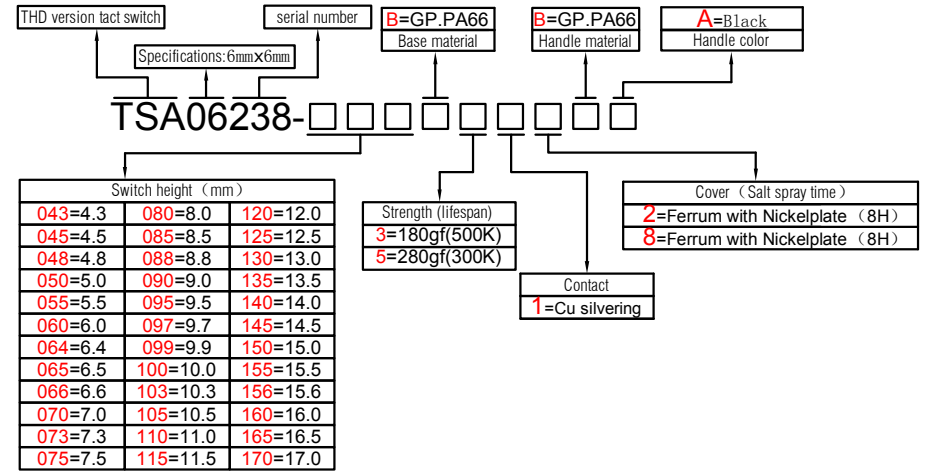 THD version tact switch
serial number
B=GP.PA66
Base material
B=GP.PA66
Handle material
A=Black
Handle color
Specifications:6mmX6mm
TSA06238-□□□□□□□□□
Switch height（mm）
043=4.3 080=8.0 120=12.0
045=4.5 085=8.5 125=12.5
048=4.8 088=8.8 130=13.0
050=5.0 090=9.0 135=13.5
055=5.5 095=9.5 140=14.0
060=6.0 097=9.7 145=14.5
064=6.4 099=9.9 150=15.0
065=6.5 100=10.0 155=15.5
066=6.6 103=10.3 156=15.6
070=7.0 105=10.5 160=16.0
073=7.3 110=11.0 165=16.5
075=7.5 115=11.5 170=17.0
Strength (lifespan)
3=180gf(500K)
5=280gf(300K)
Contact
1=Cu silvering
Cover（Salt spray time）
2=Ferrum with Nickelplate（8H）
8=Ferrum with Nickelplate（8H）